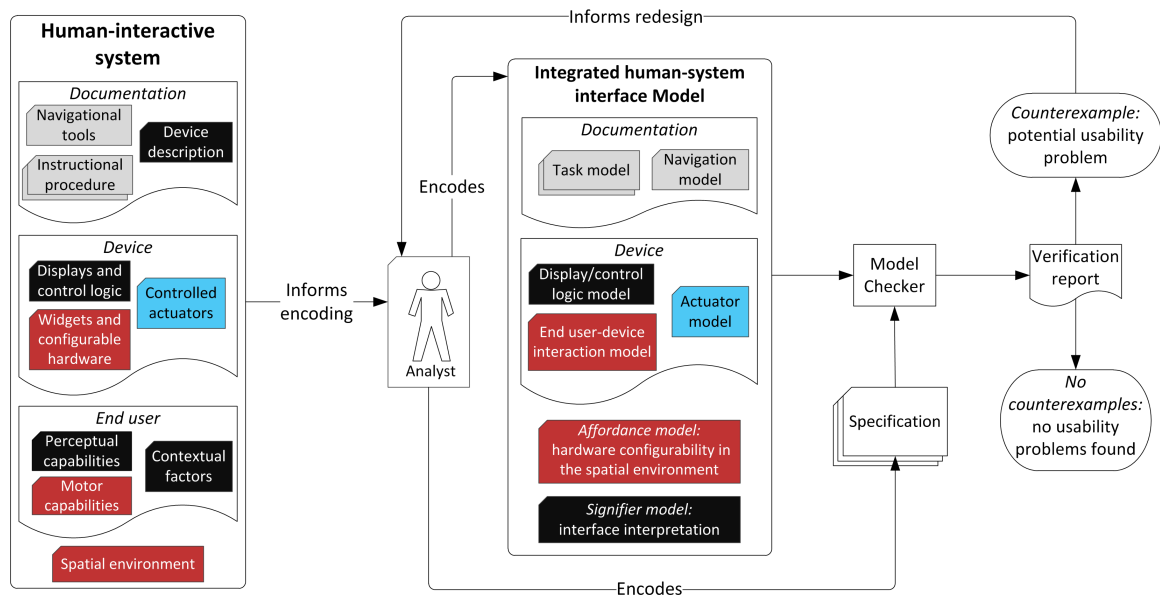 Human-interactive
system
Documentation
Navigational
tools
Device
description
Instructional
procedure
Device
Displays and
control logic
Controlled
actuators
Widgets and
configurable
hardware
End user
Perceptual
capabilities
Contextual
factors
Motor
capabilities
Spatial environment
Informs
encoding
Analyst
Informs redesign
Encodes
Encodes
Integrated human-system
interface Model
Documentation
Task model
Navigation
model
Device
Display/control
logic model
Actuator
model
End user-device
interaction model
Affordance model:
hardware configurability in
the spatial environment
Signifier model:
interface interpretation
Model
Checker
Specification
Verification
report
Counterexample:
potential usability
problem
No
counterexamples:
no usability
problems found